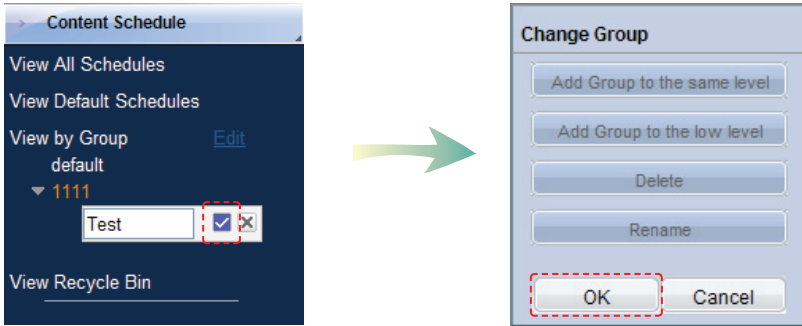 Content Schedule
View All Schedules
View Default Schedules
View by Group Edit
default
1111
Test
View Recycle Bin
Change Group
Add Group to the same level
Add Group to the low level
Delete
Rename
OK Cancel